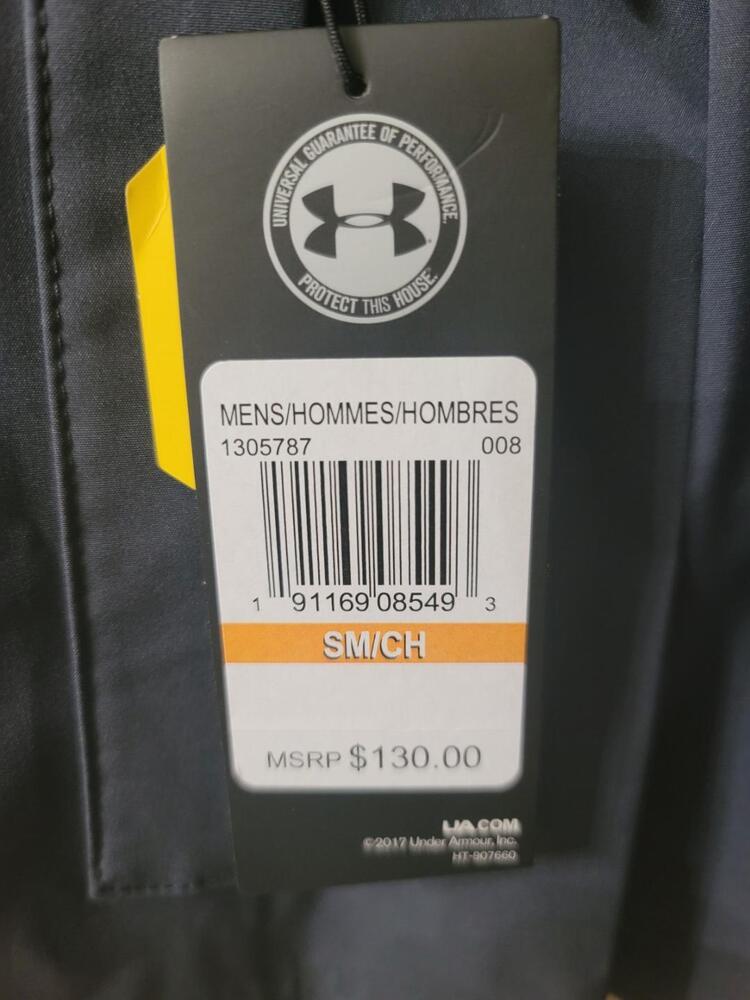 UNIVERSAL GUARANTEE OF PERFORMANCE.
PROTECT THIS HOUSE.
MENS/HOMMES/HOMBRES
1305787 008
1 91169 08549 3
SM/CH
MSRP $130.00
UA.COM
©2017 Under Armour, Inc.
HT-907660